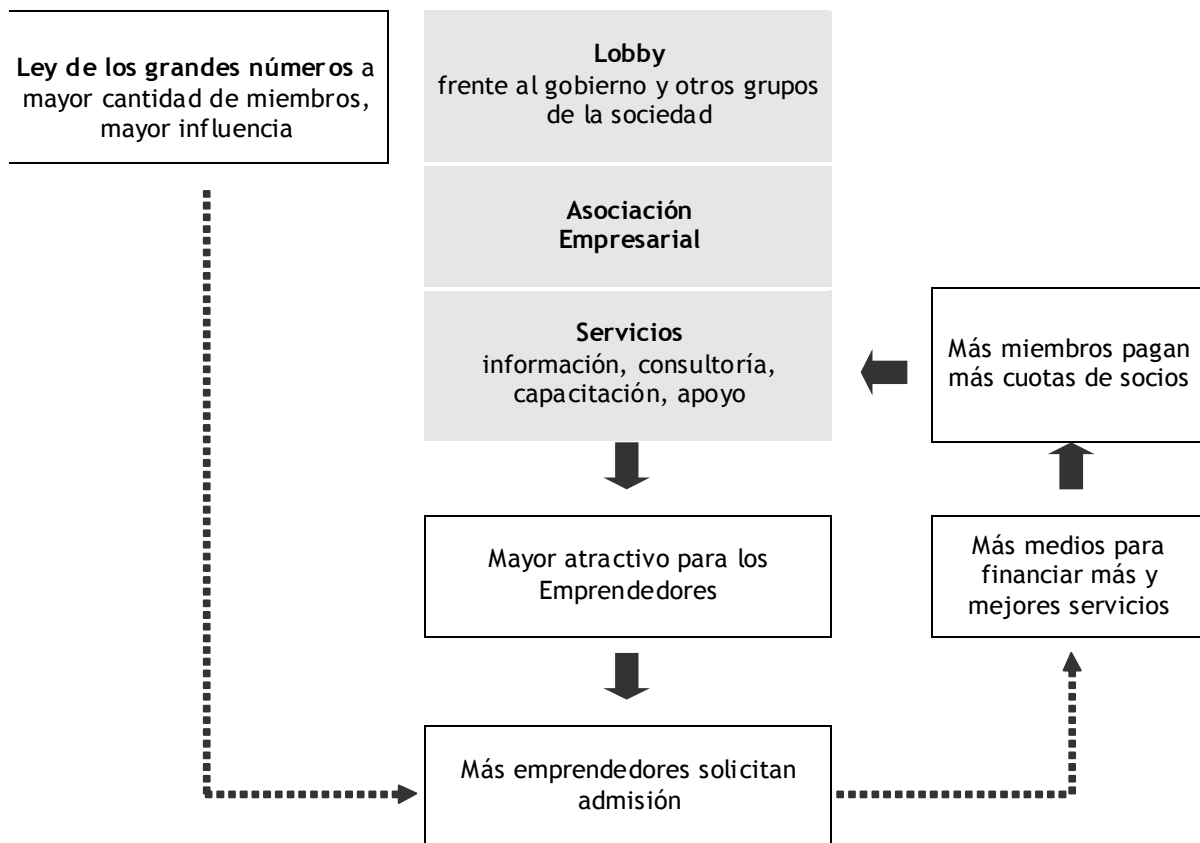 Ley de los grandes números a
mayor cantidad de miembros,
mayor influencia
Lobby
frente al gobierno y otros grupos
de la sociedad
Asociación
Empresarial
Servicios
información, consultoría,
capacitación, apoyo
Más miembros pagan
más cuotas de socios
Mayor atractivo para los
Emprendedores
Más medios para
financiar más y
mejores servicios
Más emprendedores solicitan
admisión